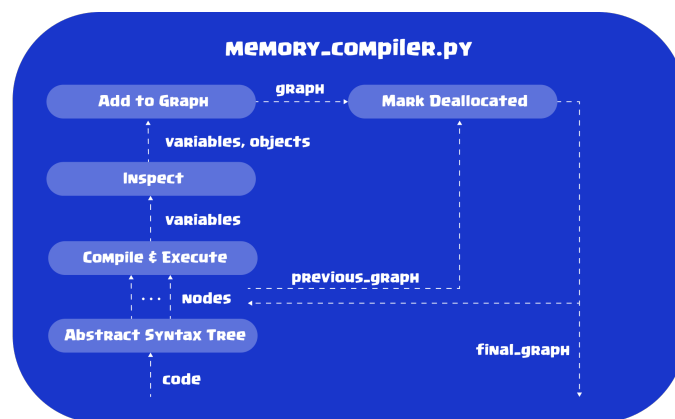 memory_compiler.py
Add to Graph
graph
Mark Deallocated
variables, objects
Inspect
variables
Compile & Execute
previous_graph
... nodes
Abstract Syntax Tree
final_graph
code